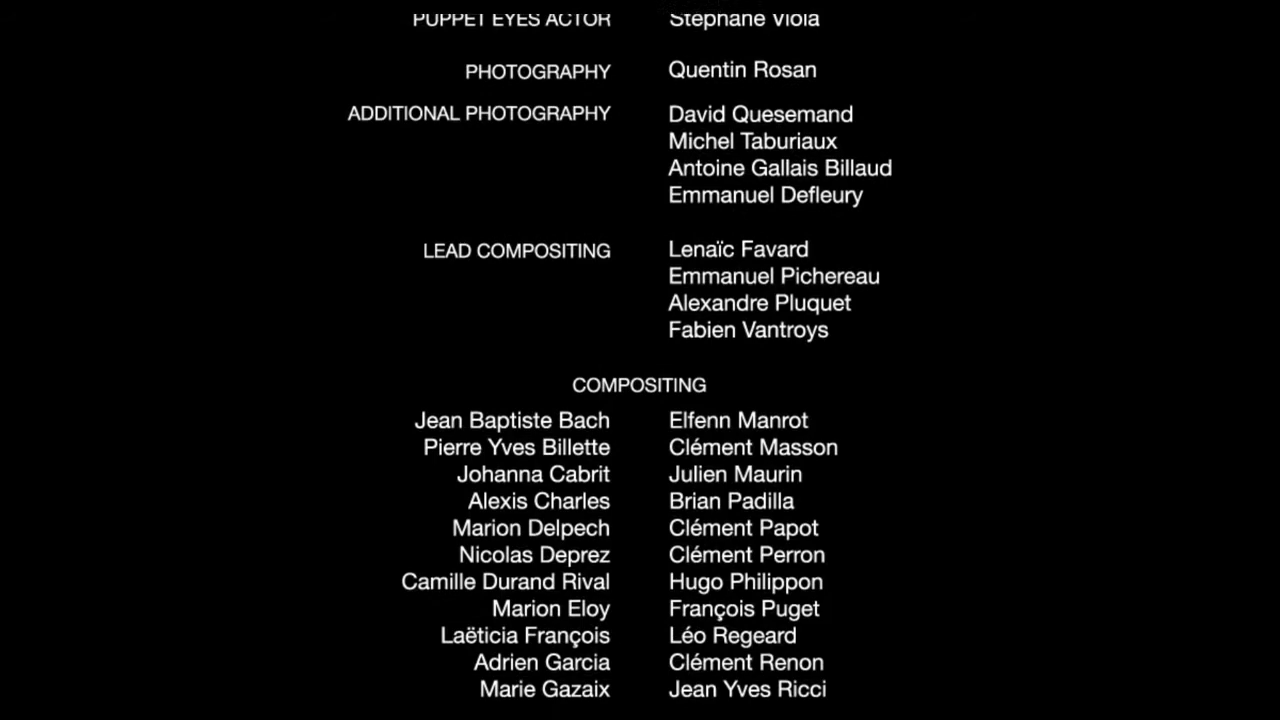 PUPPET EYES ACTOR Stéphane Viola
PHOTOGRAPHY Quentin Rosan
ADDITIONAL PHOTOGRAPHY David Quesemand
Michel Taburiaux
Antoine Gallais Billaud
Emmanuel Defleury
LEAD COMPOSITING Lenaïc Favard
Emmanuel Pichereau
Alexandre Pluquet
Fabien Vantroys
COMPOSITING
Jean Baptiste Bach Elfenn Manrot
Pierre Yves Billette Clément Masson
Johanna Cabrit Julien Maurin
Alexis Charles Brian Padilla
Marion Delpech Clément Papot
Nicolas Deprez Clément Perron
Camille Durand Rival Hugo Philippon
Marion Eloy François Puget
Laëticia François Léo Regeard
Adrien Garcia Clément Renon
Marie Gazaix Jean Yves Ricci